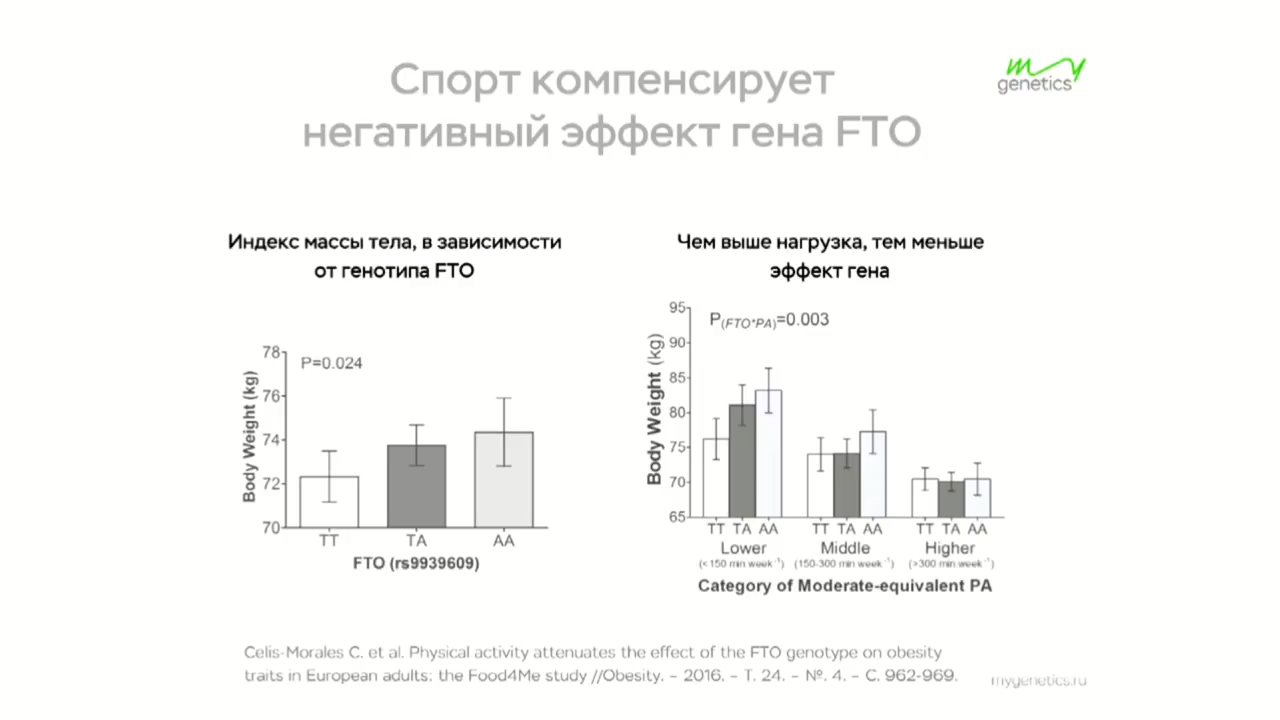 Спорт компенсирует
негативный эффект гена FTO
my
genetics
Индекс массы тела, в зависимости
от генотипа FTO
78
76
74
72
70
P=0.024
Body Weight (kg)
TT TA AA
FTO (rs9939609)
Чем выше нагрузка, тем меньше
эффект гена
95
90
85
80
75
70
65
P(FTO*PA)=0.003
Body Weight (kg)
TT TA AA TT TA AA TT TA AA
Lower Middle Higher
(<150 min week⁻¹) (150-300 min week⁻¹) (>300 min week⁻¹)
Category of Moderate-equivalent PA
Celis-Morales C. et al. Physical activity attenuates the effect of the FTO genotype on obesity
traits in European adults: the Food4Me study //Obesity. – 2016. – Т. 24. – №. 4. – С. 962-969.
mygenetics.ru